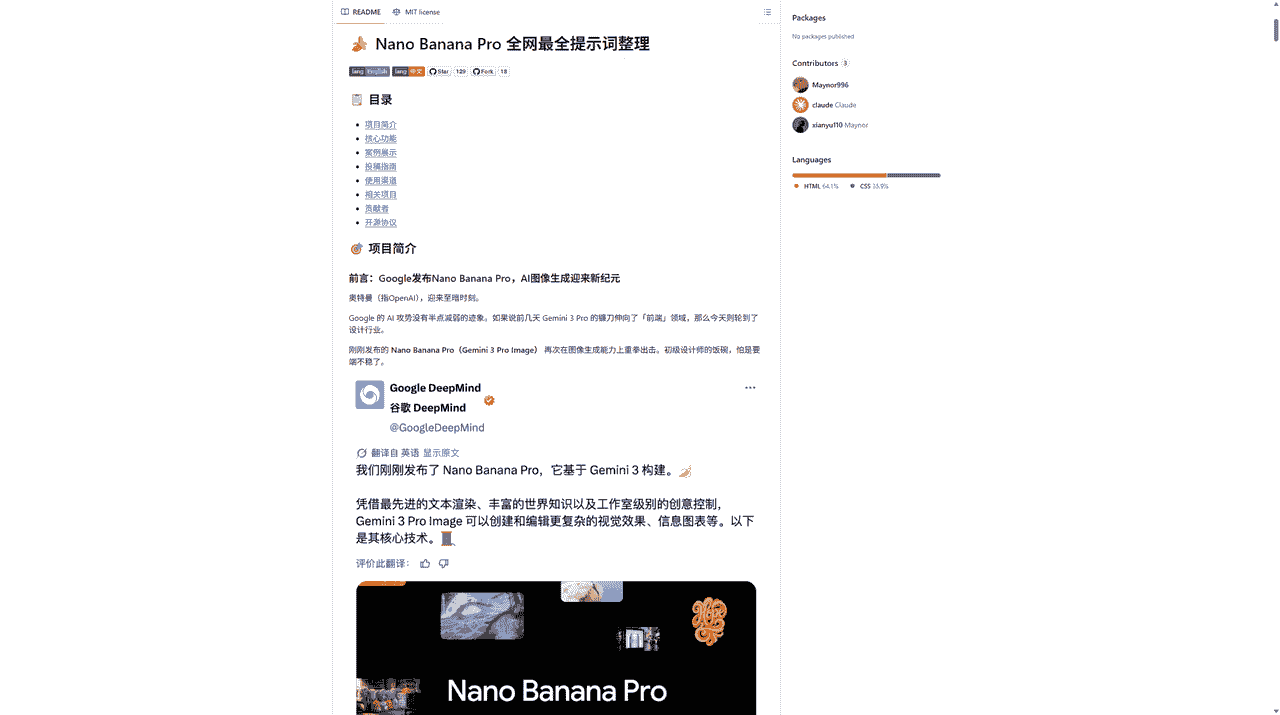 README
MIT license
Nano Banana Pro 全网最全提示词整理
lang English lang 中文 Star 129 Fork 18
目录
项目简介
核心功能
案例展示
投稿指南
使用渠道
相关项目
贡献者
开源协议
项目简介
前言：Google发布Nano Banana Pro，AI图像生成迎来新纪元
奥特曼（指OpenAI），迎来至暗时刻。
Google 的 AI 攻势没有半点减弱的迹象。如果说前几天 Gemini 3 Pro 的镰刀伸向了「前端」领域，那么今天则轮到了
设计行业。
刚刚发布的 Nano Banana Pro（Gemini 3 Pro Image） 再次在图像生成能力上重拳出击。初级设计师的饭碗，怕是要
端不稳了。
Google DeepMind
谷歌 DeepMind
@GoogleDeepMind
翻译自 英语 显示原文
我们刚刚发布了 Nano Banana Pro，它基于 Gemini 3 构建。
凭借最先进的文本渲染、丰富的世界知识以及工作室级别的创意控制，
Gemini 3 Pro Image 可以创建和编辑更复杂的视觉效果、信息图表等。以下
是其核心技术。
评价此翻译：
Nano Banana Pro
Packages
No packages published
Contributors 3
Maynor996
claude Claude
xianyu110 Maynor
Languages
HTML 64.1% CSS 35.9%